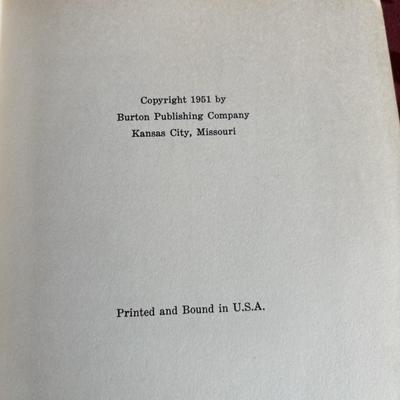 Copyright 1951 by
Burton Publishing Company
Kansas City, Missouri
Printed and Bound in U.S.A.